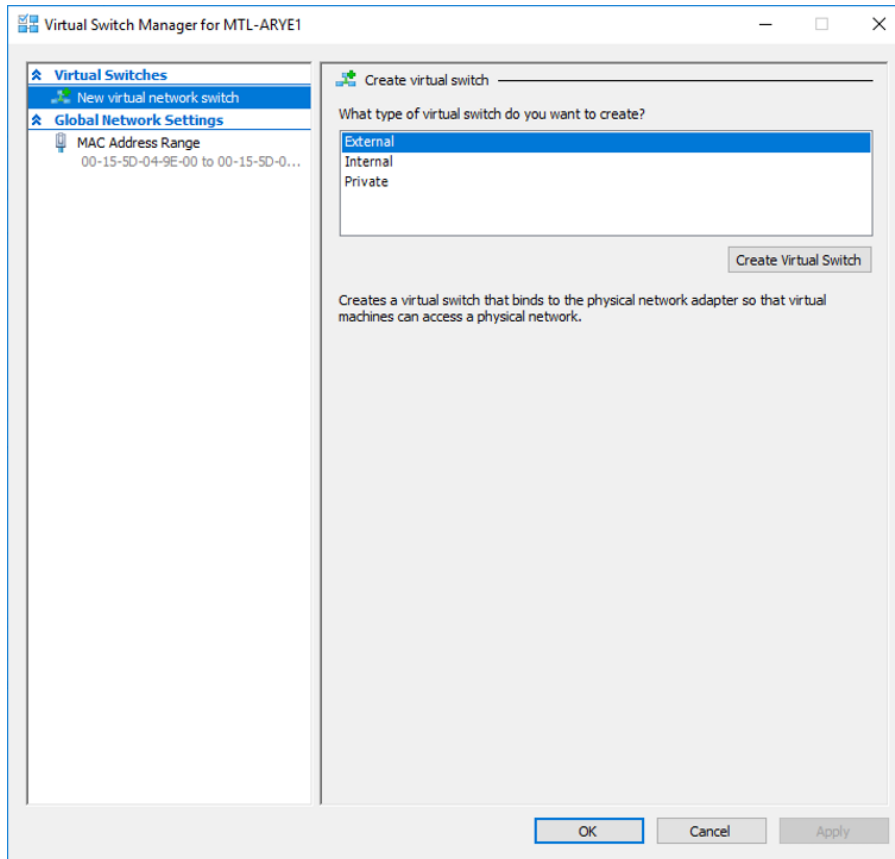 Virtual Switch Manager for MTL-ARYE1
Virtual Switches
New virtual network switch
Global Network Settings
MAC Address Range
00-15-5D-04-9E-00 to 00-15-5D-0...
Create virtual switch
What type of virtual switch do you want to create?
External
Internal
Private
Create Virtual Switch
Creates a virtual switch that binds to the physical network adapter so that virtual
machines can access a physical network.
OK
Cancel
Apply